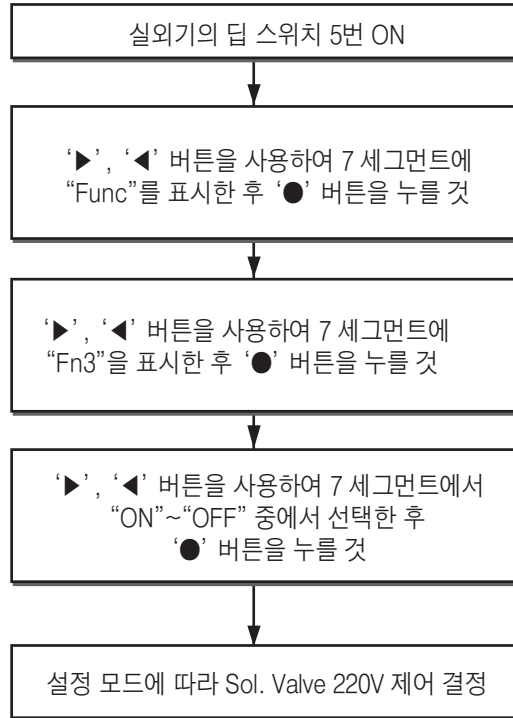 실외기의 딥 스위치 5번 ON
‘▶’, ‘◀’ 버튼을 사용하여 7 세그먼트에
“Func”를 표시한 후 ‘●’ 버튼을 누를 것
‘▶’, ‘◀’ 버튼을 사용하여 7 세그먼트에
“Fn3”을 표시한 후 ‘●’ 버튼을 누를 것
‘▶’, ‘◀’ 버튼을 사용하여 7 세그먼트에서
“ON”~“OFF” 중에서 선택한 후
‘●’ 버튼을 누를 것
설정 모드에 따라 Sol. Valve 220V 제어 결정